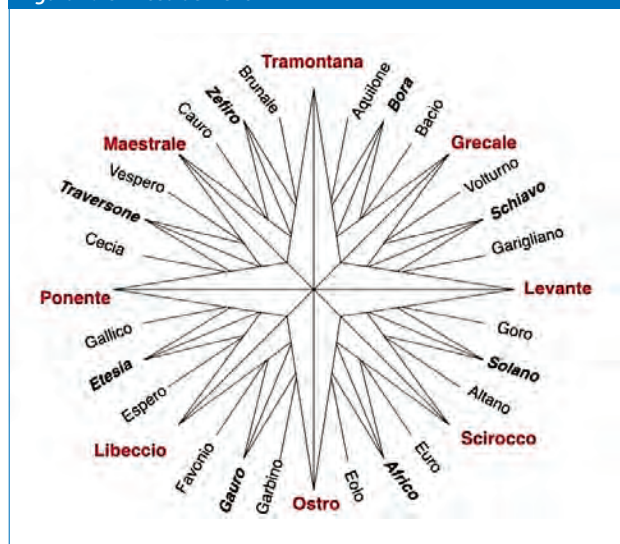 Tramontana
Aquilone
Bora
Bacio
Grecale
Volturno
Schiavo
Garigliano
Levante
Goro
Solano
Altano
Scirocco
Euro
Africo
Eolo
Ostro
Garbino
Gauro
Favonio
Libeccio
Espero
Etesia
Gallico
Ponente
Cecia
Traversone
Vespero
Maestrale
Cauro
Zefiro
Brunale